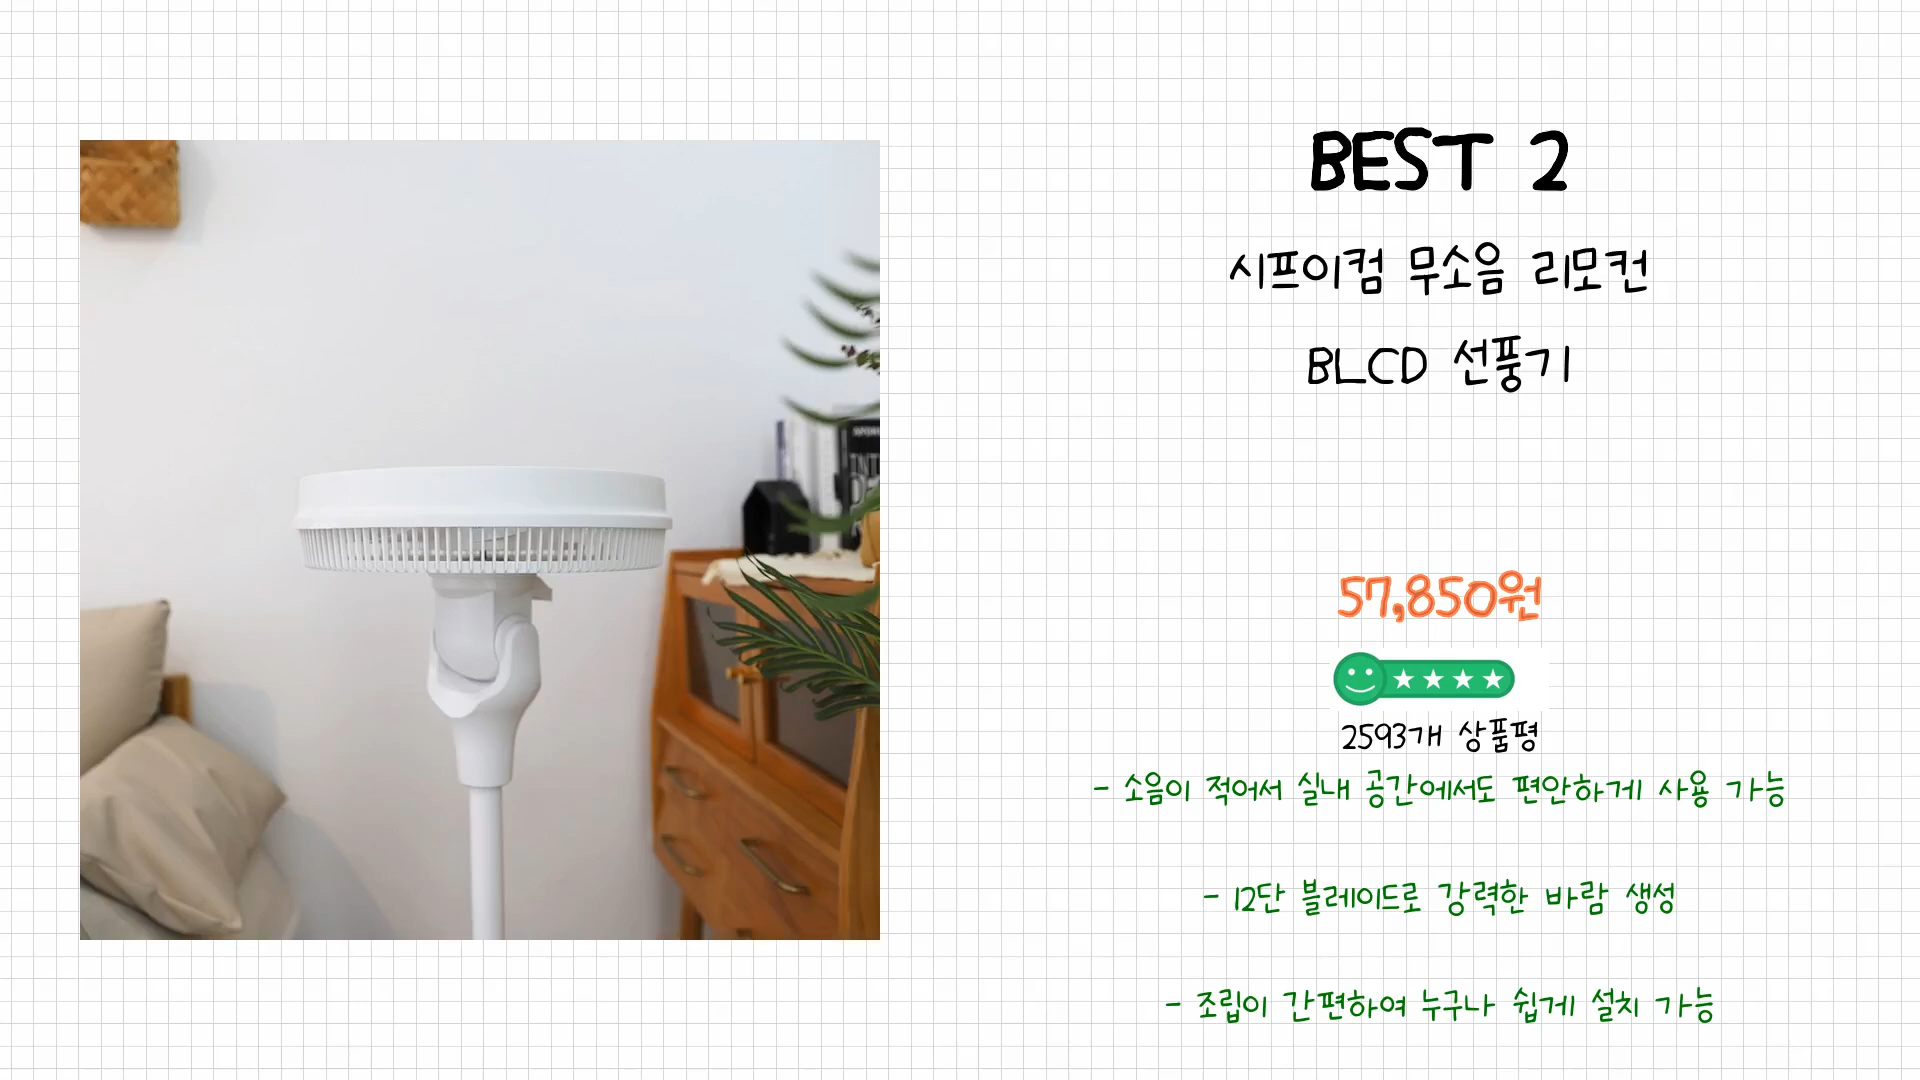 BEST 2
시프이컴 무소음 리모컨
BLCD 선풍기
57,850원
2593개 상품평
- 소음이 적어서 실내 공간에서도 편안하게 사용 가능
- 12단 블레이드로 강력한 바람 생성
- 조립이 간편하여 누구나 쉽게 설치 가능